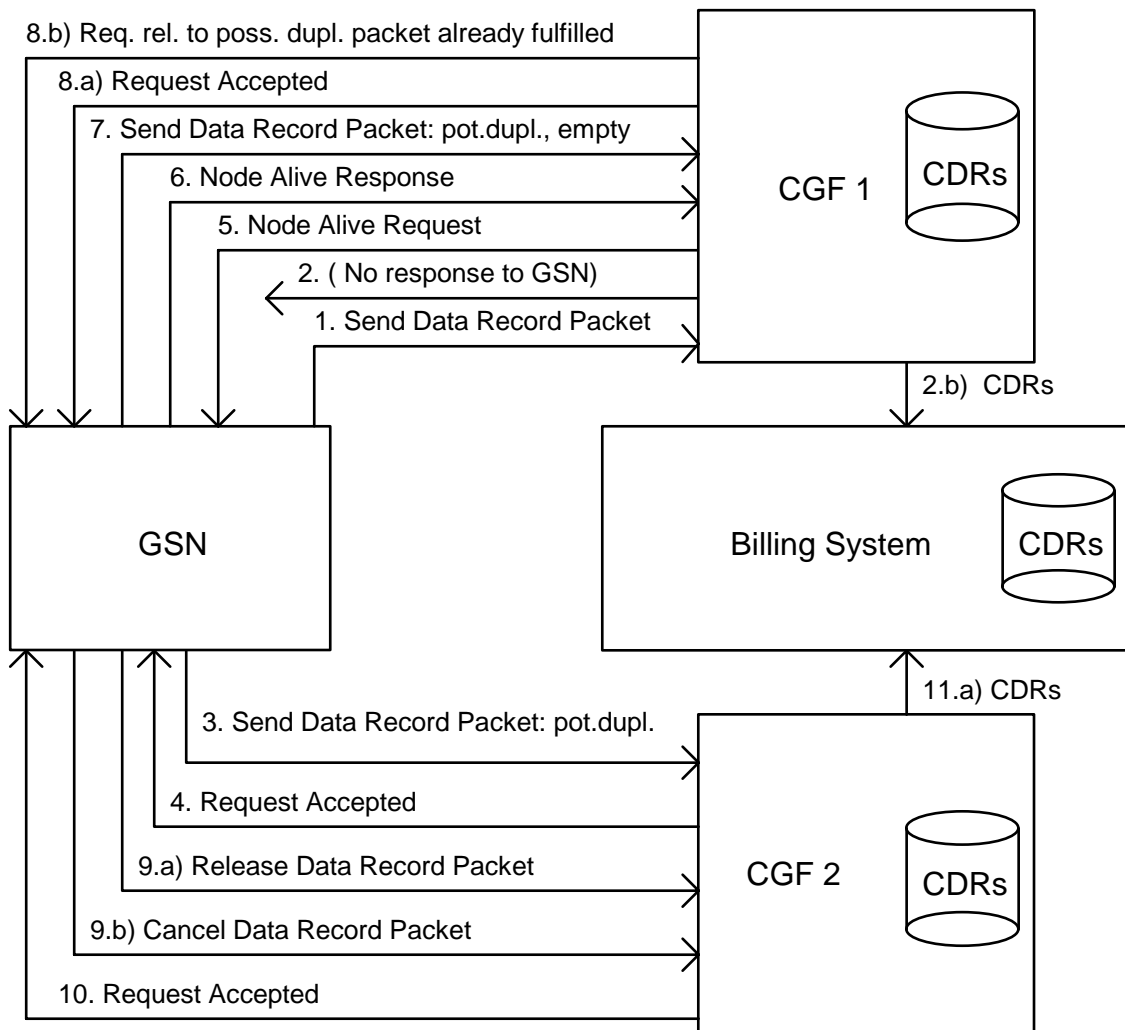 8.b) Req. rel. to poss. dupl. packet already fulfilled
8.a) Request Accepted
7. Send Data Record Packet: pot.dupl., empty
6. Node Alive Response
5. Node Alive Request
2. ( No response to GSN)
1. Send Data Record Packet
CGF 1
CDRs
2.b) CDRs
GSN
Billing System
CDRs
11.a) CDRs
3. Send Data Record Packet: pot.dupl.
4. Request Accepted
9.a) Release Data Record Packet
9.b) Cancel Data Record Packet
10. Request Accepted
CGF 2
CDRs